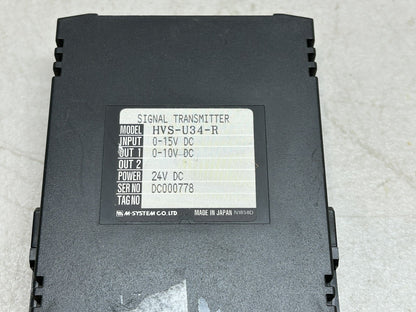 SIGNAL TRANSMITTER
MODEL HVS-U34-R
INPUT 0-15V DC
OUT 1 0-10V DC
OUT 2
POWER 24V DC
SER NO DC000778
TAG NO
M-SYSTEM CO.,LTD MADE IN JAPAN